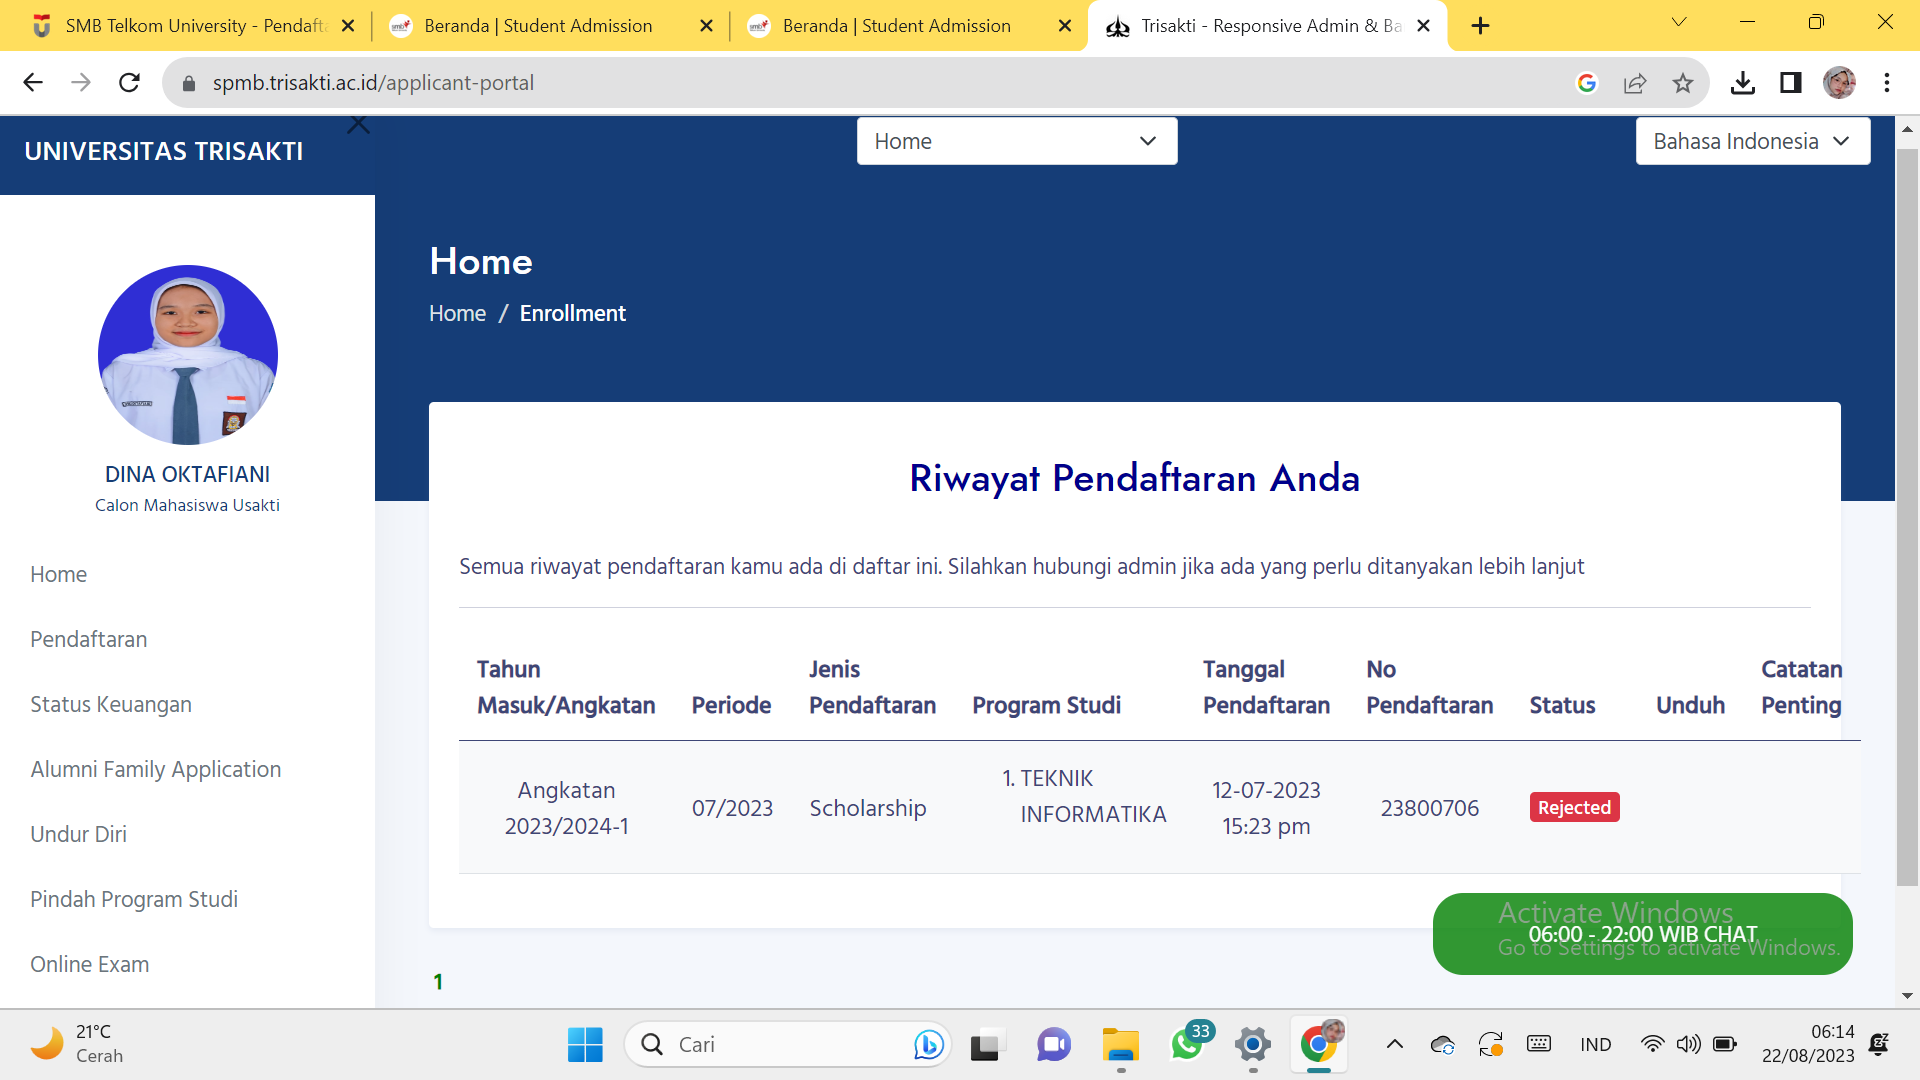 SMB Telkom University - Pendafta
Beranda | Student Admission
Beranda | Student Admission
Trisakti - Responsive Admin & Ba
spmb.trisakti.ac.id/applicant-portal
UNIVERSITAS TRISAKTI
Home
Bahasa Indonesia
Home
Home / Enrollment
DINA OKTAFIANI
Calon Mahasiswa Usakti
Home
Pendaftaran
Status Keuangan
Alumni Family Application
Undur Diri
Pindah Program Studi
Online Exam
Riwayat Pendaftaran Anda
Semua riwayat pendaftaran kamu ada di daftar ini. Silahkan hubungi admin jika ada yang perlu ditanyakan lebih lanjut
Tahun Masuk/Angkatan Periode Jenis Pendaftaran Program Studi Tanggal Pendaftaran No Pendaftaran Status Unduh Catatan Penting
Angkatan 2023/2024-1 07/2023 Scholarship 1. TEKNIK INFORMATIKA 12-07-2023 15:23 pm 23800706 Rejected
Activate Windows
06:00 - 22:00 WIB CHAT
Go to Settings to activate Windows.
1
21°C
Cerah
Cari
33
IND
06:14
22/08/2023